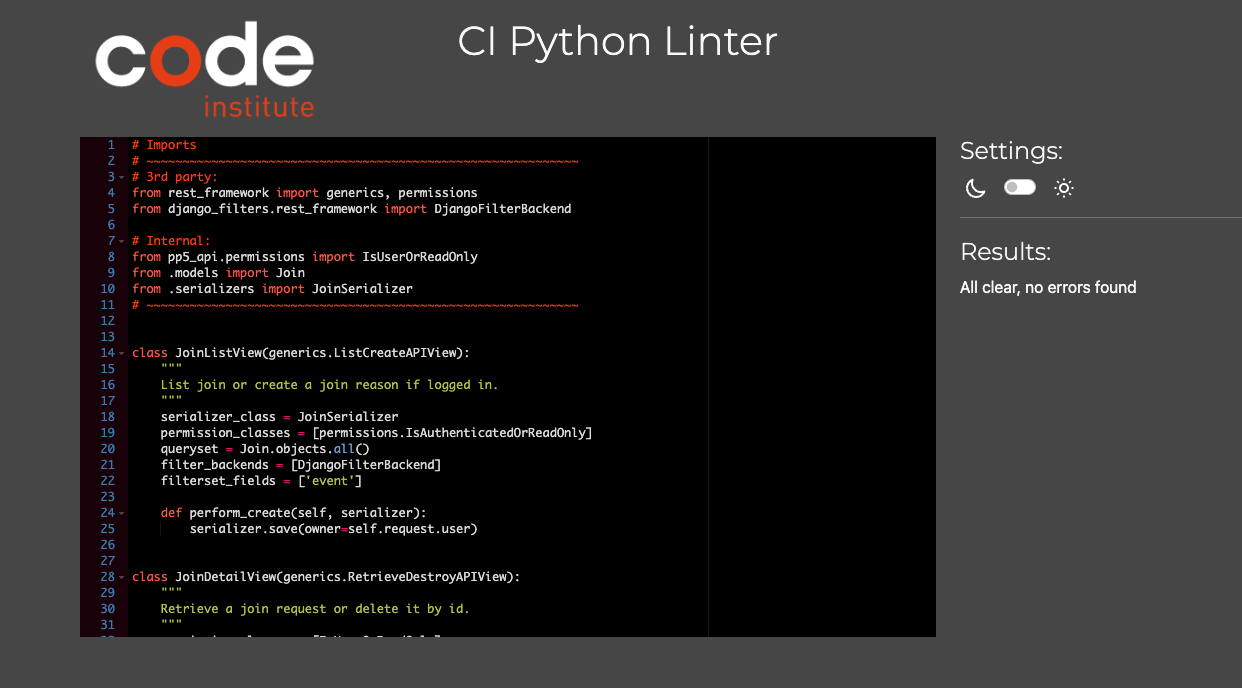 code
institute
CI Python Linter
1 # Imports
2 # ~~~~~~~~~~~~~~~~~~~~~~~~~~~~~~~~~~~~~~~~~~~~~~~~~~~~~~~~~~~~
3 # 3rd party:
4 from rest_framework import generics, permissions
5 from django_filters.rest_framework import DjangoFilterBackend
6
7 # Internal:
8 from pp5_api.permissions import IsUserOrReadOnly
9 from .models import Join
10 from .serializers import JoinSerializer
11 # ~~~~~~~~~~~~~~~~~~~~~~~~~~~~~~~~~~~~~~~~~~~~~~~~~~~~~~~~~~~~
12
13
14 class JoinListView(generics.ListCreateAPIView):
15     """
16     List join or create a join reason if logged in.
17     """
18     serializer_class = JoinSerializer
19     permission_classes = [permissions.IsAuthenticatedOrReadOnly]
20     queryset = Join.objects.all()
21     filter_backends = [DjangoFilterBackend]
22     filterset_fields = ['event']
23
24     def perform_create(self, serializer):
25         serializer.save(owner=self.request.user)
26
27
28 class JoinDetailView(generics.RetrieveDestroyAPIView):
29     """
30     Retrieve a join request or delete it by id.
31     """
Settings:
Results:
All clear, no errors found